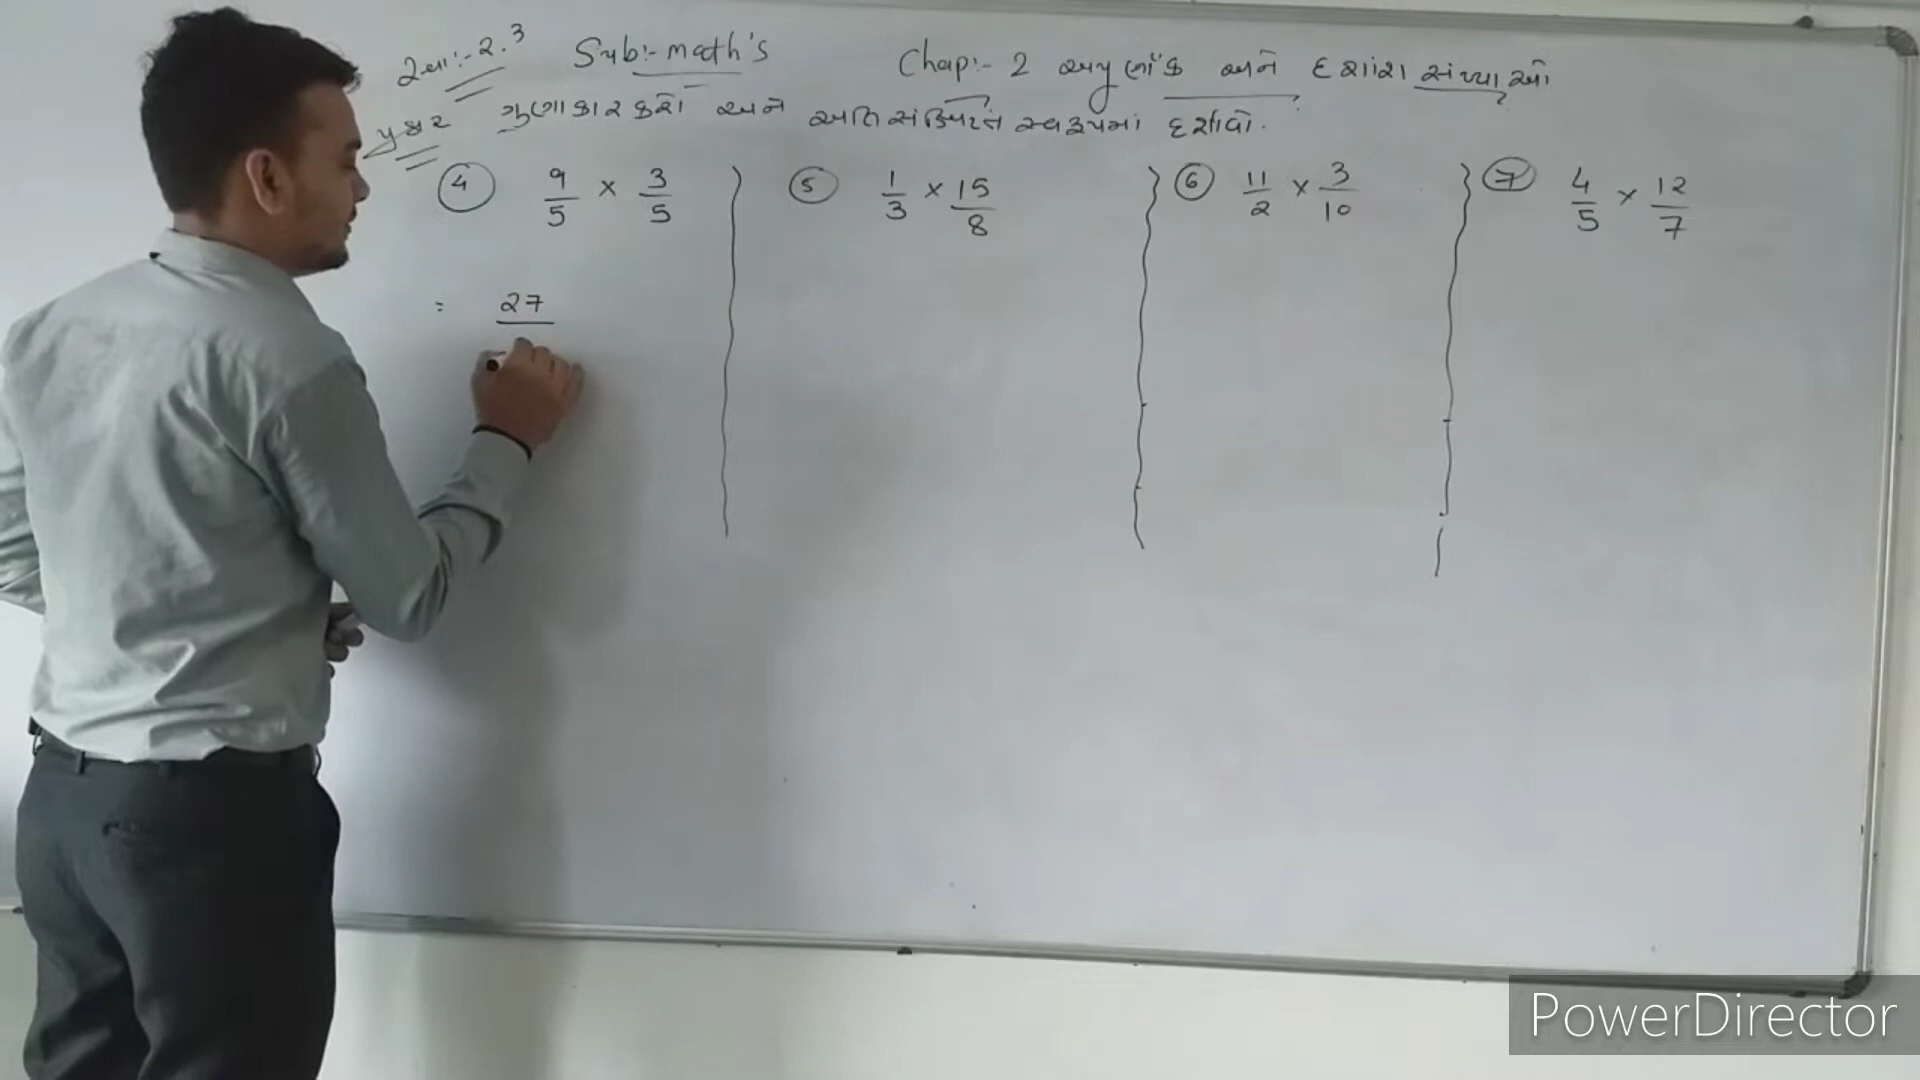 સ્વા:- 2.3 Sub:- math's Chap:- 2 અપૂર્ણાંક અને દશાંશ સંખ્યાઓ
ગુણાકાર કરો અને અતિસંક્ષિપ્ત સ્વરૂપમાં દર્શાવો.
④ 9/5 × 3/5 ⑤ 1/3 × 15/8 ⑥ 11/2 × 3/10 ⑦ 4/5 × 12/7
= 27
PowerDirector